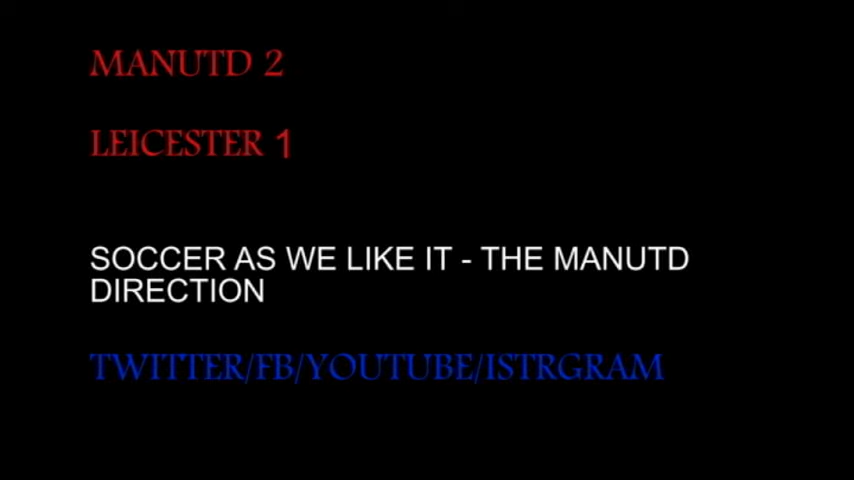 MANUTD 2
LEICESTER 1
SOCCER AS WE LIKE IT - THE MANUTD
DIRECTION
TWITTER/FB/YOUTUBE/ISTRGRAM